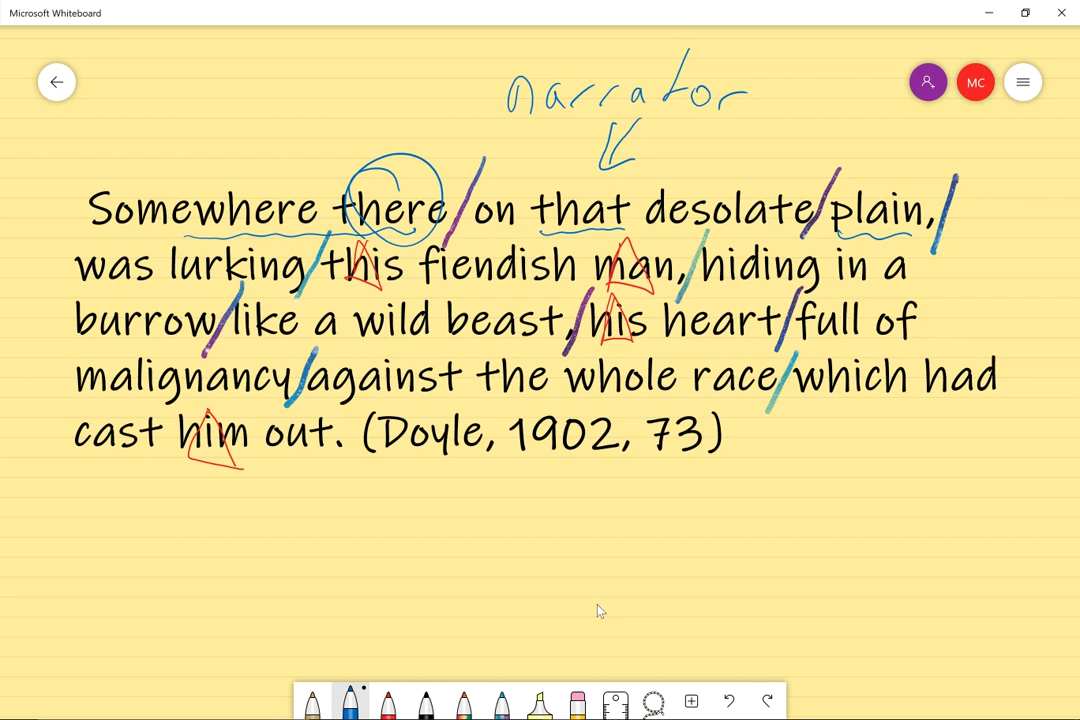 Microsoft Whiteboard
narrator
MC
Somewhere there on that desolate plain,
was lurking this fiendish man, hiding in a
burrow like a wild beast, his heart full of
malignancy against the whole race which had
cast him out. (Doyle, 1902, 73)